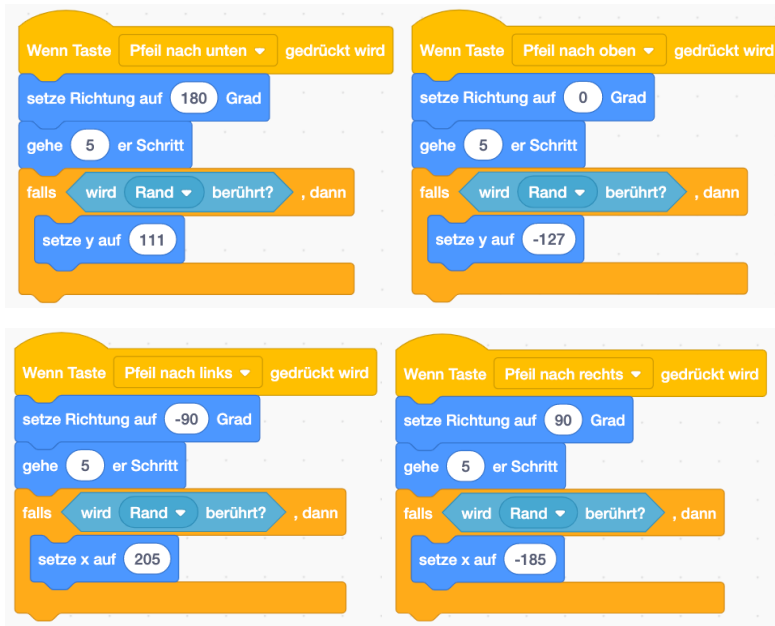 Wenn Taste Pfeil nach unten gedrückt wird
setze Richtung auf 180 Grad
gehe 5 er Schritt
falls wird Rand berührt? , dann
setze y auf 111
Wenn Taste Pfeil nach oben gedrückt wird
setze Richtung auf 0 Grad
gehe 5 er Schritt
falls wird Rand berührt? , dann
setze y auf -127
Wenn Taste Pfeil nach links gedrückt wird
setze Richtung auf -90 Grad
gehe 5 er Schritt
falls wird Rand berührt? , dann
setze x auf 205
Wenn Taste Pfeil nach rechts gedrückt wird
setze Richtung auf 90 Grad
gehe 5 er Schritt
falls wird Rand berührt? , dann
setze x auf -185